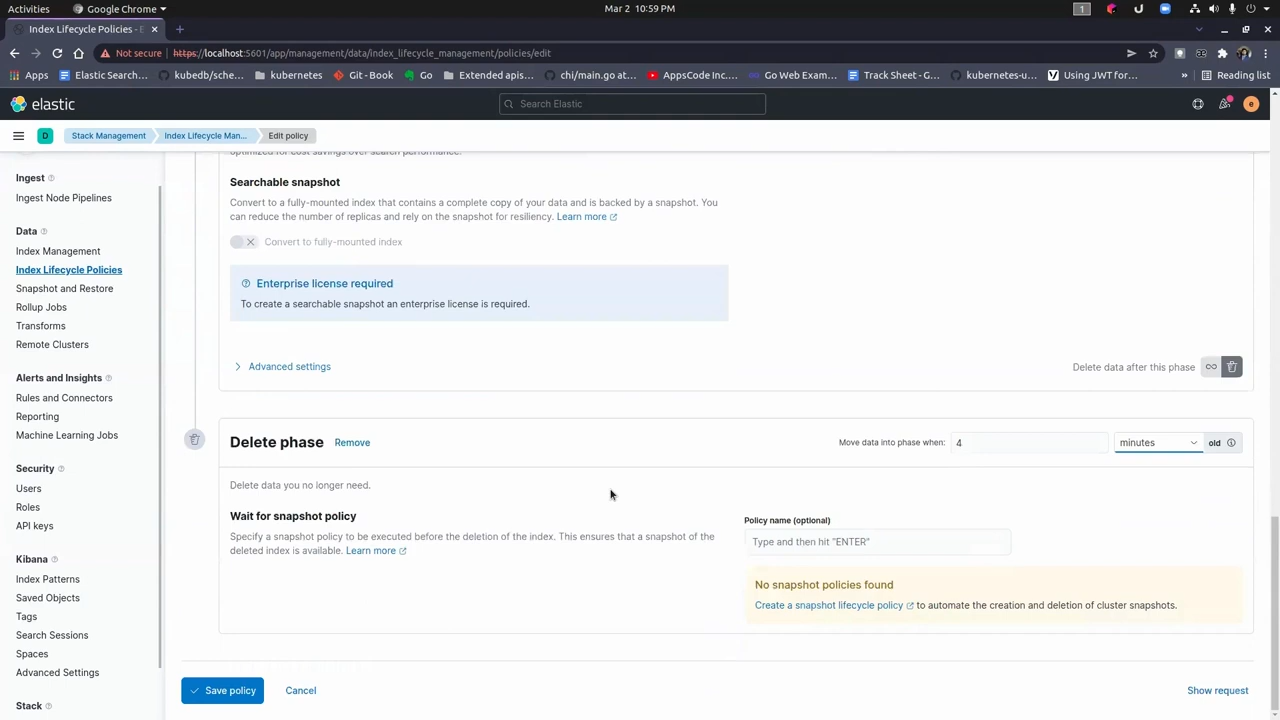 Activities
Google Chrome
Mar 2 10:59 PM
1
Index Lifecycle Policies - E
Not secure
https://localhost:5601/app/management/data/index_lifecycle_management/policies/edit
Apps
Elastic Search...
kubedb/sche...
kubernetes
Git - Book
Go
Extended apis...
chi/main.go at...
AppsCode Inc....
Go Web Exam...
Track Sheet - G...
kubernetes-u...
Using JWT for...
»
Reading list
elastic
Search Elastic
e
D
Stack Management
Index Lifecycle Man...
Edit policy
Ingest
Ingest Node Pipelines
Data
Index Management
Index Lifecycle Policies
Snapshot and Restore
Rollup Jobs
Transforms
Remote Clusters
Alerts and Insights
Rules and Connectors
Reporting
Machine Learning Jobs
Security
Users
Roles
API keys
Kibana
Index Patterns
Saved Objects
Tags
Search Sessions
Spaces
Advanced Settings
Stack
optimized for cost savings over search performance.
Searchable snapshot
Convert to a fully-mounted index that contains a complete copy of your data and is backed by a snapshot. You
can reduce the number of replicas and rely on the snapshot for resiliency. Learn more
Convert to fully-mounted index
Enterprise license required
To create a searchable snapshot an enterprise license is required.
Advanced settings
Delete data after this phase
Delete phase
Remove
Move data into phase when:
4
minutes
old
Delete data you no longer need.
Wait for snapshot policy
Specify a snapshot policy to be executed before the deletion of the index. This ensures that a snapshot of the
deleted index is available. Learn more
Policy name (optional)
Type and then hit "ENTER"
No snapshot policies found
Create a snapshot lifecycle policy to automate the creation and deletion of cluster snapshots.
Save policy
Cancel
Show request